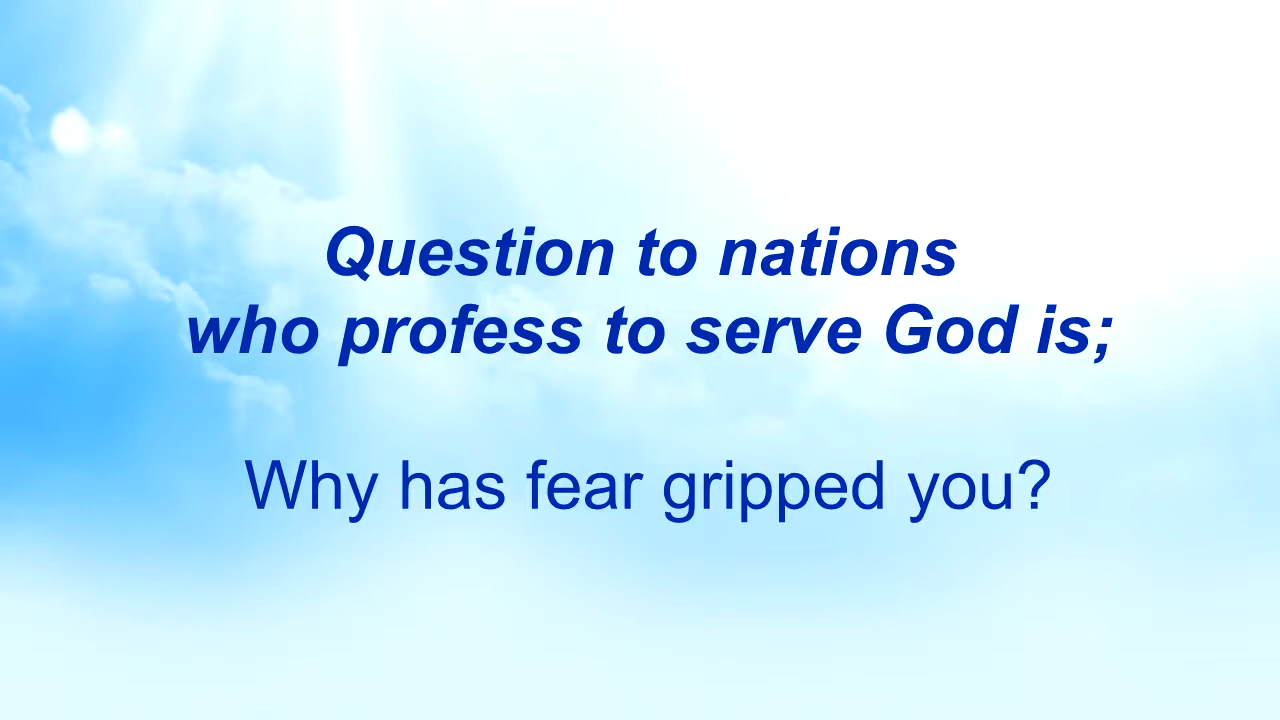 Question to nations
who profess to serve God is;
Why has fear gripped you?